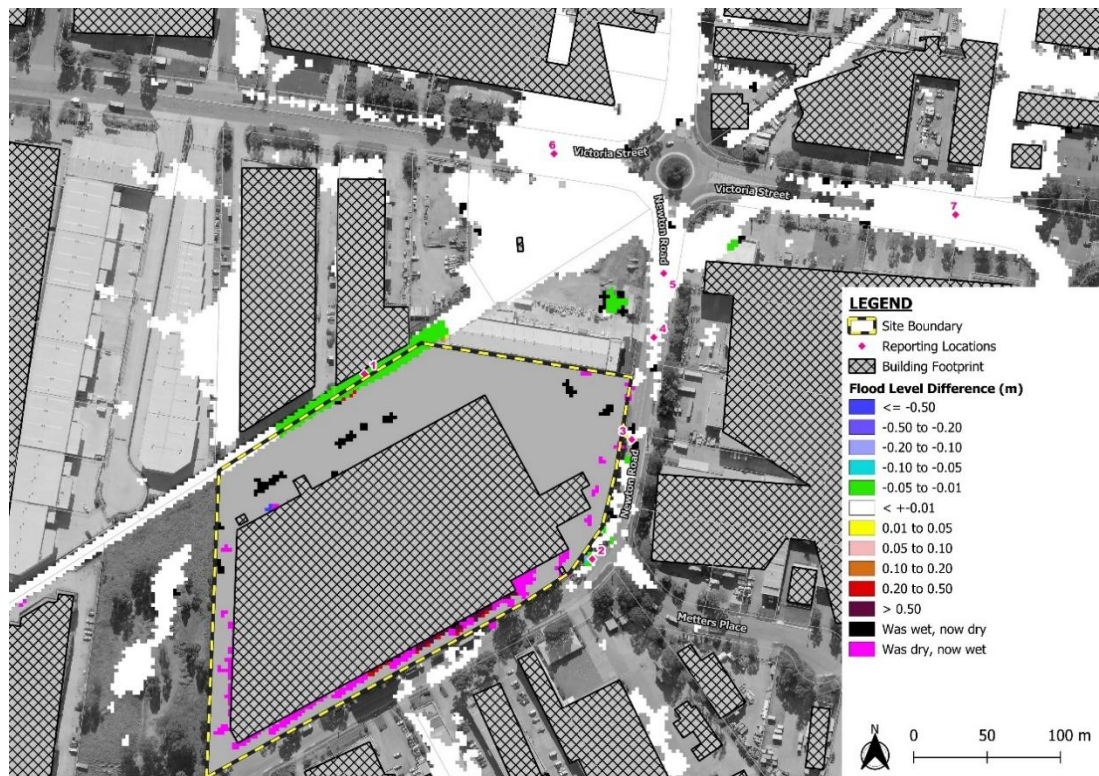 6
Victoria Street
Victoria Street
7
Newton Road
5
4
1
3
Newton Road
2
Metters Place
LEGEND
Site Boundary
Reporting Locations
Building Footprint
Flood Level Difference (m)
<= -0.50
-0.50 to -0.20
-0.20 to -0.10
-0.10 to -0.05
-0.05 to -0.01
< +-0.01
0.01 to 0.05
0.05 to 0.10
0.10 to 0.20
0.20 to 0.50
> 0.50
Was wet, now dry
Was dry, now wet
N
0 50 100 m